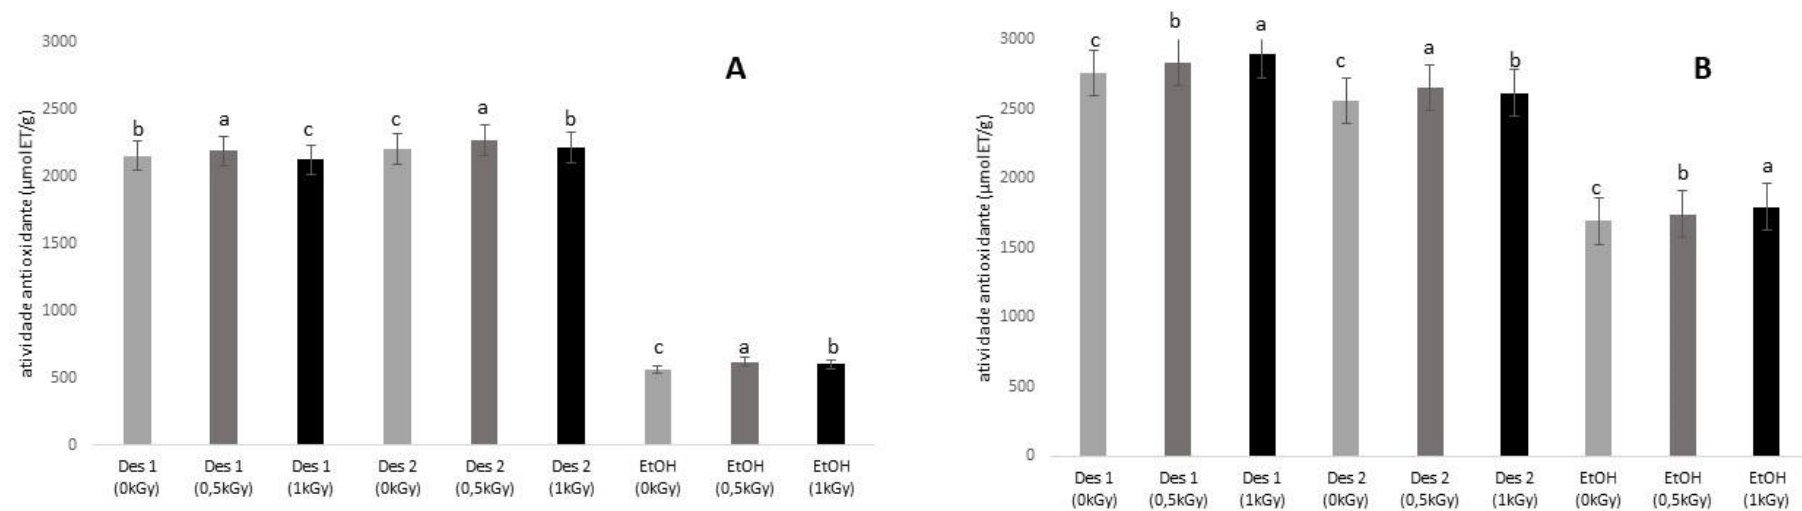 A
atividade antioxidante (µmolET/g)
3000
2500
2000
1500
1000
500
0
b
a
c
c
a
b
c
a
b
Des 1 (0kGy)
Des 1 (0,5kGy)
Des 1 (1kGy)
Des 2 (0kGy)
Des 2 (0,5kGy)
Des 2 (1kGy)
EtOH (0kGy)
EtOH (0,5kGy)
EtOH (1kGy)
B
atividade antioxidante (µmolET/g)
3000
2500
2000
1500
1000
500
0
c
b
a
c
a
b
c
b
a
Des 1 (0kGy)
Des 1 (0,5kGy)
Des 1 (1kGy)
Des 2 (0kGy)
Des 2 (0,5kGy)
Des 2 (1kGy)
EtOH (0kGy)
EtOH (0,5kGy)
EtOH (1kGy)